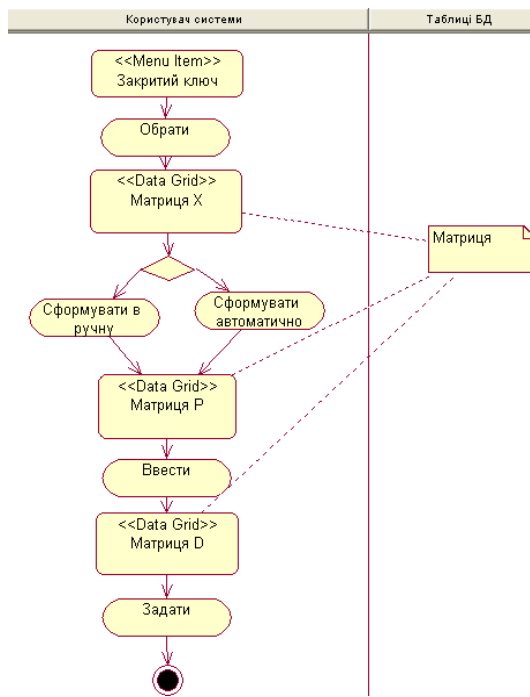 Користувач системи
Таблиці БД
<<Menu Item>>
Закритий ключ
Обрати
<<Data Grid>>
Матриця X
Матриця
Сформувати в
ручну
Сформувати
автоматично
<<Data Grid>>
Матриця P
Ввести
<<Data Grid>>
Матриця D
Задати